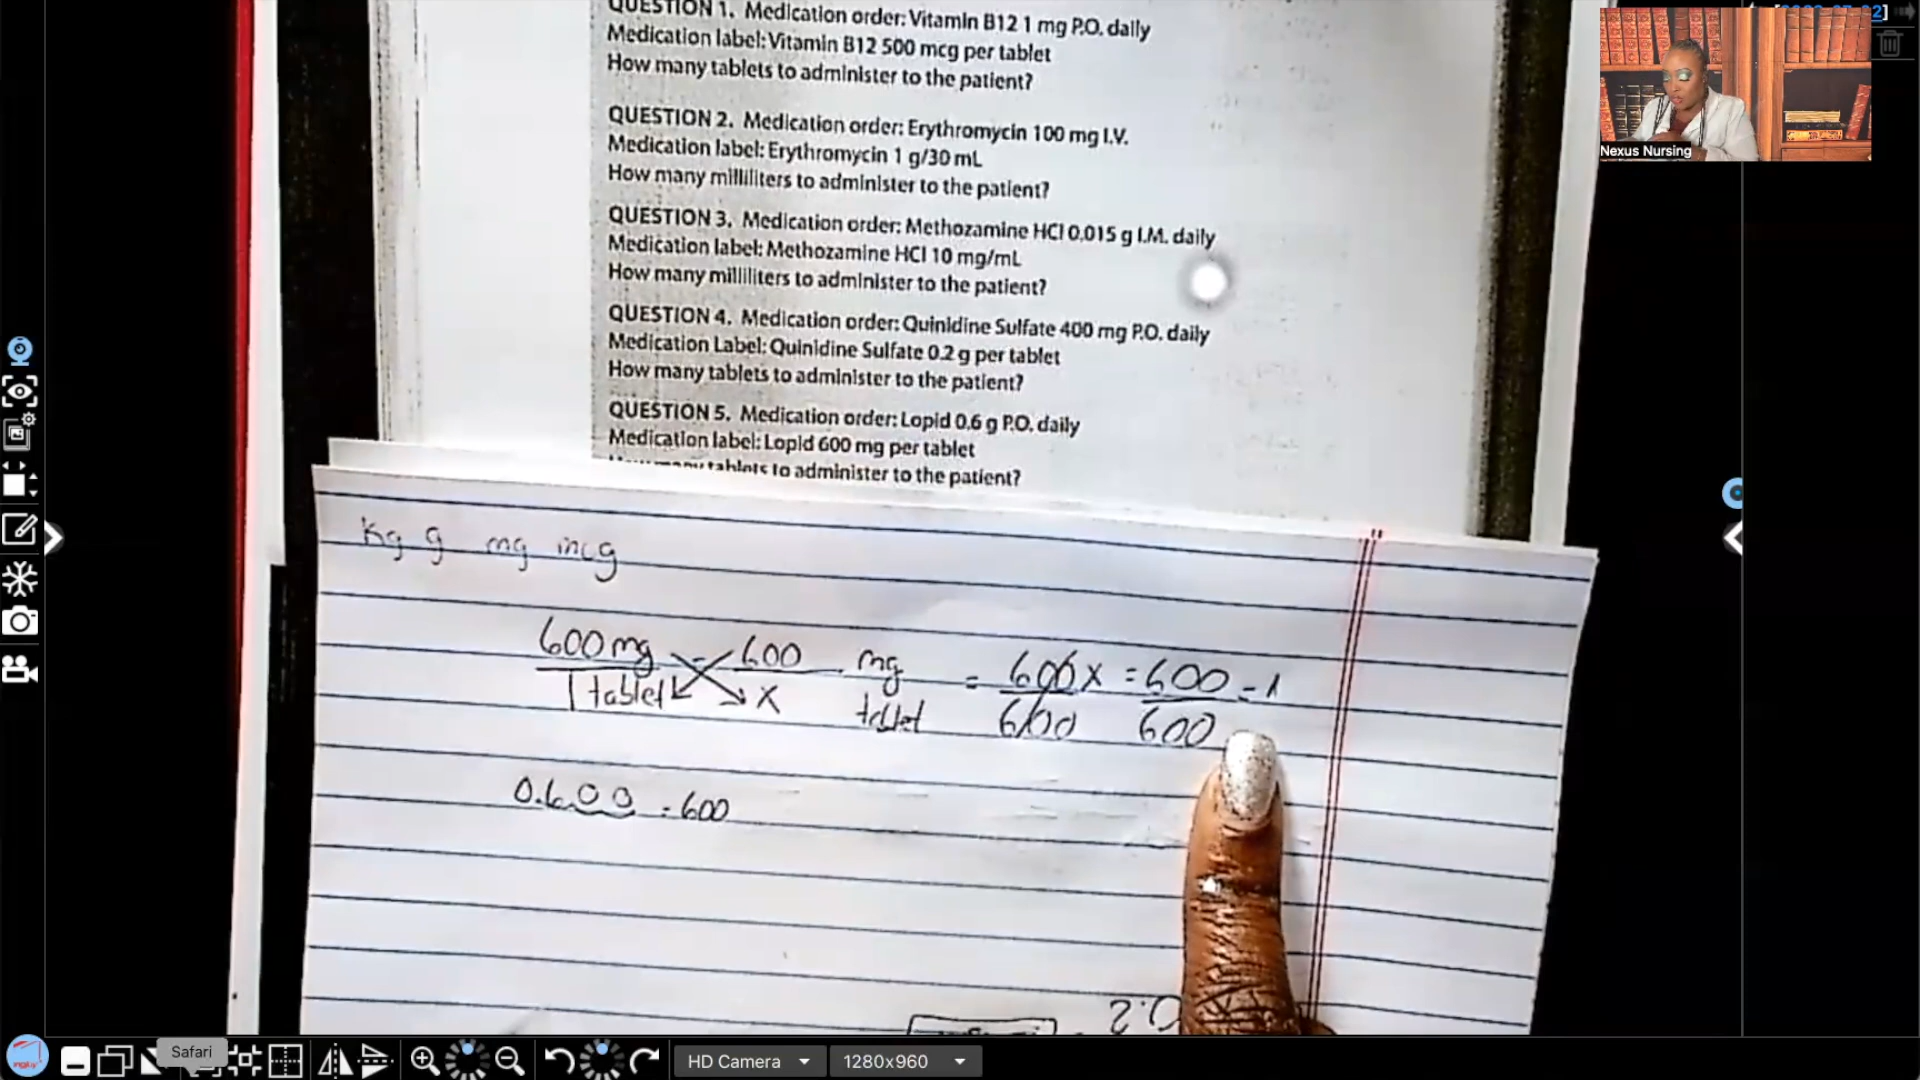 QUESTION 1. Medication order: Vitamin B12 1 mg P.O. daily
Medication label: Vitamin B12 500 mcg per tablet
How many tablets to administer to the patient?
QUESTION 2. Medication order: Erythromycin 100 mg I.V.
Medication label: Erythromycin 1 g/30 mL
How many milliliters to administer to the patient?
QUESTION 3. Medication order: Methozamine HCl 0.015 g I.M. daily
Medication label: Methozamine HCl 10 mg/mL
How many milliliters to administer to the patient?
QUESTION 4. Medication order: Quinidine Sulfate 400 mg P.O. daily
Medication Label: Quinidine Sulfate 0.2 g per tablet
How many tablets to administer to the patient?
QUESTION 5. Medication order: Lopid 0.6 g P.O. daily
Medication label: Lopid 600 mg per tablet
many tablets to administer to the patient?
Nexus Nursing
Kg g mg mcg
600 mg = 600 mg = 600x = 600 = 1
1 tablet x tablet 600 600
0.600 = 600
Safari
HD Camera
1280x960